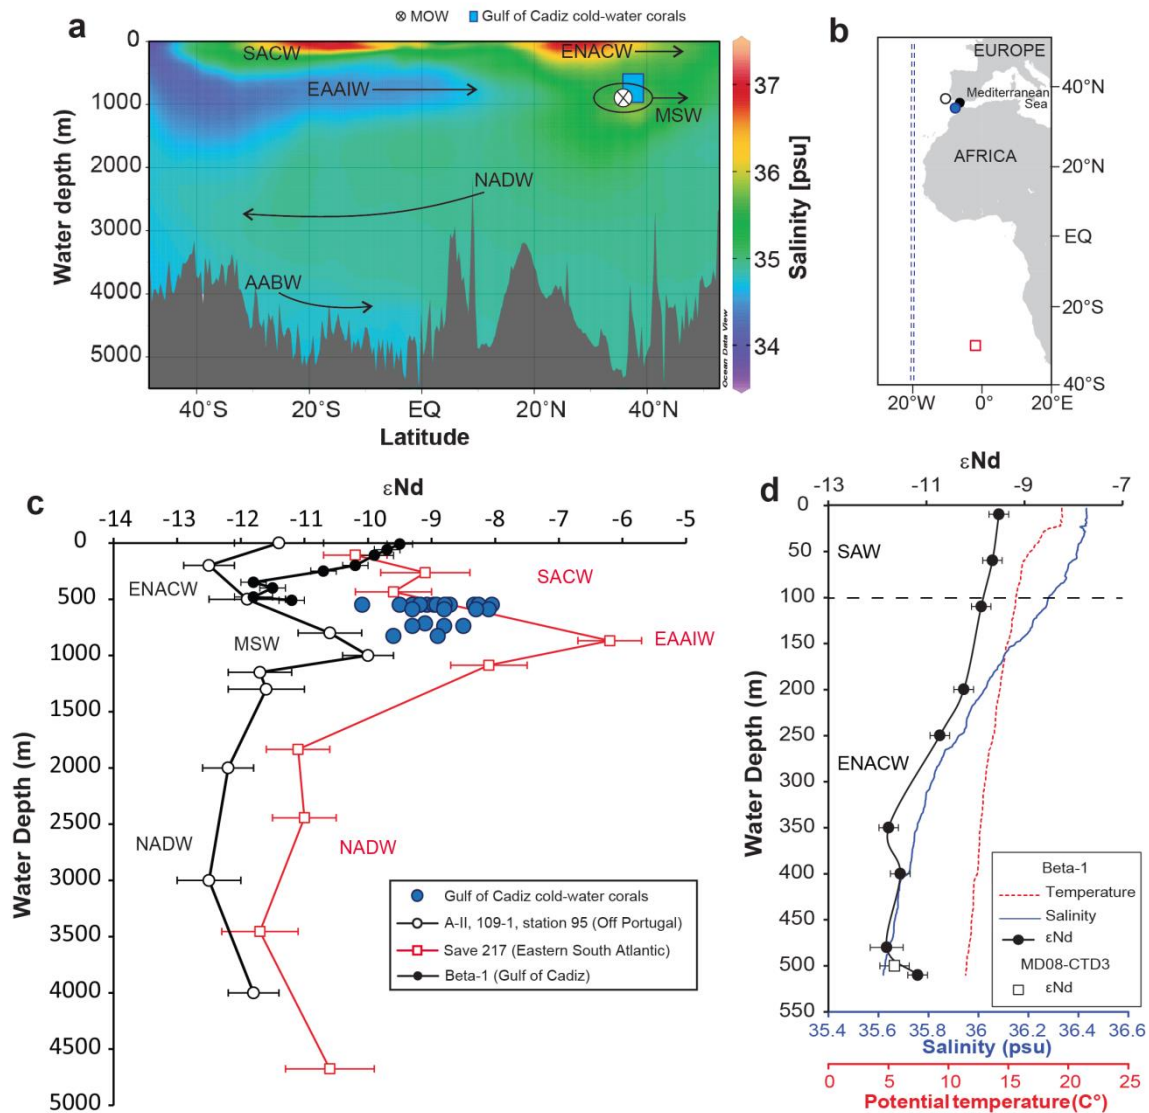 a
⊗ MOW
Gulf of Cadiz cold-water corals
Water depth (m)
0
1000
2000
3000
4000
5000
SACW
ENACW
EAAIW
MSW
NADW
AABW
Ocean Data View
40°S
20°S
EQ
20°N
40°N
Latitude
37
36
35
34
Salinity [psu]
b
EUROPE
Mediterranean
Sea
AFRICA
40°N
20°N
EQ
20°S
40°S
20°W
0
20°E
c
εNd
-14 -13 -12 -11 -10 -9 -8 -7 -6 -5
Water Depth (m)
0
500
1000
1500
2000
2500
3000
3500
4000
4500
5000
ENACW
SACW
MSW
EAAIW
NADW
NADW
Gulf of Cadiz cold-water corals
A-II, 109-1, station 95 (Off Portugal)
Save 217 (Eastern South Atlantic)
Beta-1 (Gulf of Cadiz)
d
εNd
-13 -11 -9 -7
Water Depth (m)
0
50
100
150
200
250
300
350
400
450
500
550
SAW
ENACW
Beta-1
Temperature
Salinity
εNd
MD08-CTD3
εNd
35.4 35.6 35.8 36 36.2 36.4 36.6
Salinity (psu)
0 5 10 15 20 25
Potential temperature(C°)